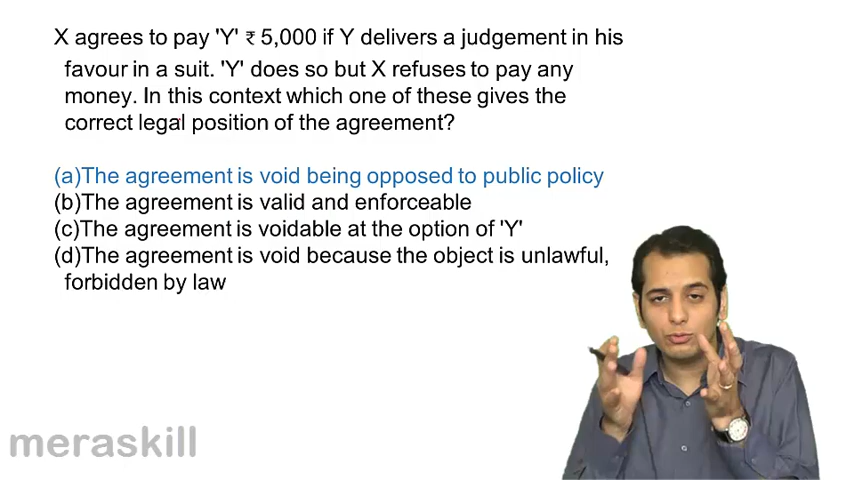 X agrees to pay 'Y' ₹ 5,000 if Y delivers a judgement in his
favour in a suit. 'Y' does so but X refuses to pay any
money. In this context which one of these gives the
correct legal position of the agreement?
(a)The agreement is void being opposed to public policy
(b)The agreement is valid and enforceable
(c)The agreement is voidable at the option of 'Y'
(d)The agreement is void because the object is unlawful,
forbidden by law
meraskill